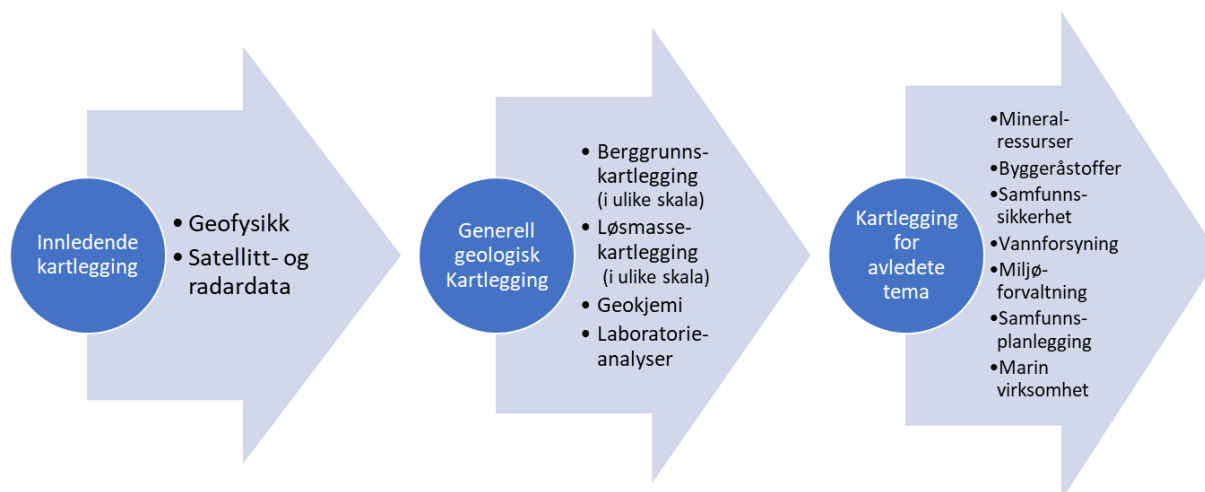 Innledende
kartlegging
• Geofysikk
• Satellitt- og
radardata
Generell
geologisk
Kartlegging
• Berggrunns-
kartlegging
(i ulike skala)
• Løsmasse-
kartlegging
(i ulike skala)
• Geokjemi
• Laboratorie-
analyser
Kartlegging
for
avledete
tema
•Mineral-
ressurser
•Byggeråstoffer
•Samfunns-
sikkerhet
•Vannforsyning
•Miljø-
forvaltning
•Samfunns-
planlegging
•Marin
virksomhet